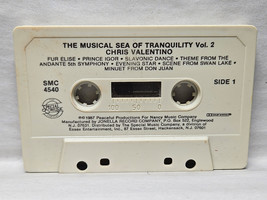 THE MUSICAL SEA OF TRANQUILITY Vol. 2
CHRIS VALENTINO
FUR ELISE • PRINCE IGOR • SLAVONIC DANCE • THEME FROM THE
ANDANTE 5th SYMPHONY • EVENING STAR • SCENE FROM SWAN LAKE •
MINUET FROM DON JUAN
SMC
4540
SIDE 1
100 50 0
℗©1987 Peaceful Productions For Nancy Music Company
Manufactured by JONELLA RECORD COMPANY, P.O. Box 522, Englewood
N.J. 07631. Distributed by The Special Music Company, a division of
Essex Entertainment, Inc., 87 Essex Street, Hackensack, N.J. 07601